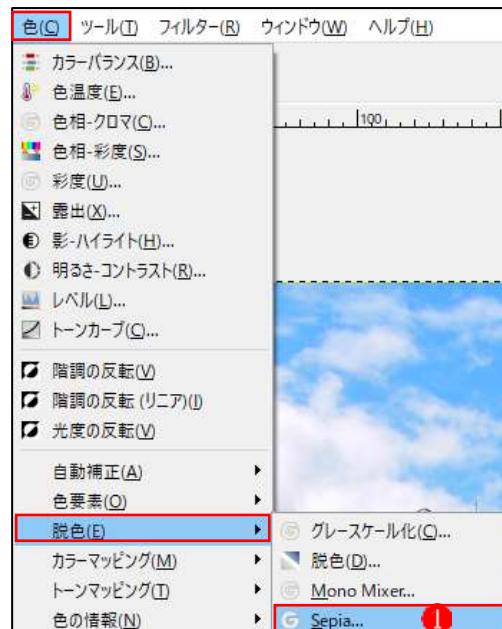 色(C) ツール(T) フィルター(R) ウィンドウ(W) ヘルプ(H)
カラーバランス(B)...
色温度(E)...
色相-クロマ(C)...
100
色相-彩度(S)...
彩度(U)...
露出(X)...
影-ハイライト(H)...
明るさ-コントラスト(R)...
レベル(L)...
トーンカーブ(C)...
階調の反転(V)
階調の反転 (リニア)(I)
光度の反転(V)
自動補正(A)
色要素(O)
脱色(E)
グレースケール化(C)...
カラーマッピング(M)
脱色(D)...
トーンマッピング(T)
Mono Mixer...
色の情報(N)
Sepia...
1